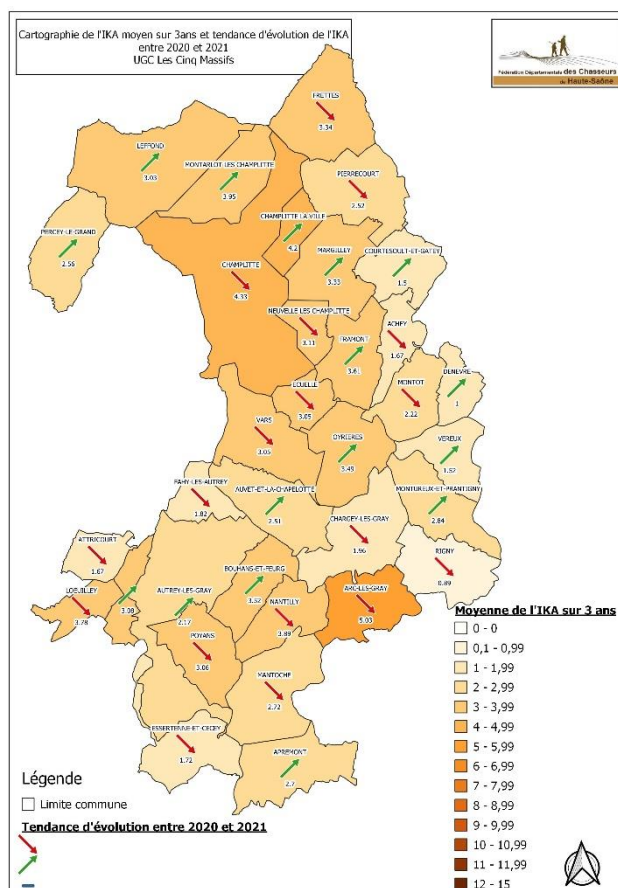 Cartographie de l'IKA moyen sur 3ans et tendance d'évolution de l'IKA
entre 2020 et 2021
UGC Les Cinq Massifs
Fédération Départementale des Chasseurs
de Haute-Saône
FRETTES
3.34
LEFFOND
3.03
MONTARLOT LES CHAMPLITTE
3.95
PIERRECOURT
2.52
PERCEY-LE-GRAND
2.56
CHAMPLITTE LA VILLE
4.2
MARGILLEY
3.33
COURTESOULT-ET-GATEY
1.5
CHAMPLITTE
4.33
NEUVELLE LES CHAMPLITTE
3.11
FRAMONT
3.61
ACHEY
1.67
MONTOT
2.22
DENEVRE
1
3.05
VARS
3.05
OYRIERES
3.49
VEREUX
1.52
FAHY-LES-AUTREY
1.82
AUVET-ET-LA-CHAPELOTTE
2.51
MONTUREUX-ET-PRANTIGNY
2.84
CHARGEY-LES-GRAY
1.96
ATTRICOURT
1.67
RIGNY
0.89
LOEUILLEY
3.78
3.08
AUTREY-LES-GRAY
2.17
BOUHANS-ET-FEURG
3.52
NANTILLY
3.89
ARC-LES-GRAY
5.03
POYANS
3.06
MANTOCHE
2.72
ESSERTENNE-ET-CECEY
1.72
APREMONT
2.7
Moyenne de l'IKA sur 3 ans
0 - 0
0,1 - 0,99
1 - 1,99
2 - 2,99
3 - 3,99
4 - 4,99
5 - 5,99
6 - 6,99
7 - 7,99
8 - 8,99
9 - 9,99
10 - 10,99
11 - 11,99
12 - 15
Légende
Limite commune
Tendance d'évolution entre 2020 et 2021